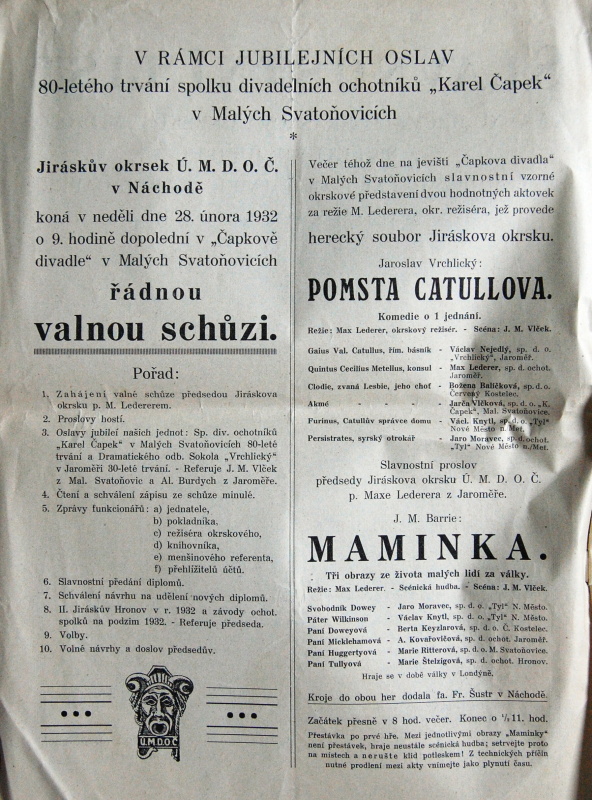 V RÁMCI JUBILEJNÍCH OSLAV
80-letého trvání spolku divadelních ochotníků „Karel Čapek“
v Malých Svatoňovicích
*
Jiráskův okrsek Ú. M. D. O. Č.
v Náchodě
koná v neděli dne 28. února 1932
o 9. hodině dopolední v „Čapkově
divadle“ v Malých Svatoňovicích
řádnou
valnou schůzi.
Pořad:
1. Zahájení valné schůze předsedou Jiráskova
okrsku p. M. Ledererem.
2. Proslovy hostí.
3. Oslavy jubileí našich jednot: Sp. div. ochotníků
„Karel Čapek“ v Malých Svatoňovicích 80-leté
trvání a Dramatického odb. Sokola „Vrchlický“
v Jaroměři 30-leté trvání. - Referuje J. M. Vlček
z Mal. Svatoňovic a Al. Burdych z Jaroměře.
4. Čtení a schválení zápisu ze schůze minulé.
5. Zprávy funkcionářů: a) jednatele,
b) pokladníka,
c) režiséra okrskového,
d) knihovníka,
e) menšinového referenta,
f) přehlížitelů účtů.
6. Slavnostní předání diplomů.
7. Schválení návrhu na udělení nových diplomů.
8. II. Jiráskův Hronov v r. 1932 a závody ochot.
spolků na podzim 1932. - Referuje předseda.
9. Volby.
10. Volné návrhy a doslov předsedův.
Ú.M.D.O.Č
Večer téhož dne na jevišti „Čapkova divadla“
v Malých Svatoňovicích slavnostní vzorné
okrskové představení dvou hodnotných aktovek
za režie M. Lederera, okr. režiséra, jež provede
herecký soubor Jiráskova okrsku.
Jaroslav Vrchlický:
POMSTA CATULLOVA.
Komedie o 1 jednání.
Režie: Max Lederer, okrskový režisér. - Scéna: J. M. Vlček.
Gaius Val. Catullus, řím. básník - Václav Nejedlý, sp. d. o.
„Vrchlický“, Jaroměř.
Quintus Cecilius Metellus, konsul - Max Lederer, sp. d. ochot.
Jaroměř.
Clodie, zvaná Lesbie, jeho choť - Božena Baličková, sp. d. o.
Červený Kostelec.
Akmé - Jarča Vlčková, sp. d. o. „K.
Čapek“, Mal. Svatoňovice.
Furinus, Catullův správce domu - Václ. Knytl, sp. d. o. „Tyl“
Nové Město n./Met.
Persistrates, syrský otrokář - Jaro Moravec, sp. d. ochot.
„Tyl“ Nové Město n./Met.
Slavnostní proslov
předsedy Jiráskova okrsku Ú. M. D. O. Č.
p. Maxe Lederera z Jaroměře.
J. M. Barrie:
MAMINKA.
Tři obrazy ze života malých lidí za války.
Režie: Max Lederer. - Scénická hudba. - Scéna: J. M. Vlček.
Svobodník Dowey - Jaro Moravec, sp. d. o. „Tyl“ N. Město.
Páter Wilkinson - Václav Knytl, sp. d. o. „Tyl“ N. Město.
Paní Doweyová - Berta Keyzlarová, sp. d. o. Č. Kostelec.
Paní Micklehamová - A. Kovařovičová, sp. d. ochot. Jaroměř.
Paní Huggertyová - Marie Ritterová, sp. d. o. M. Svatoňovice.
Paní Tullyová - Marie Štelzigová, sp. d. ochot. Hronov.
Hraje se v době války v Londýně.
Kroje do obou her dodala fa. Fr. Šustr v Náchodě.
Začátek přesně v 8 hod. večer. Konec o ½11. hod.
Přestávka po prvé hře. Mezi jednotlivými obrazy „Maminky“
není přestávek, hraje neustále scénická hudba; setrvejte proto
na místech a nerušte klid potleskem! Z technických příčin
nutné prodlení mezi akty vnímejte jako plynutí času.